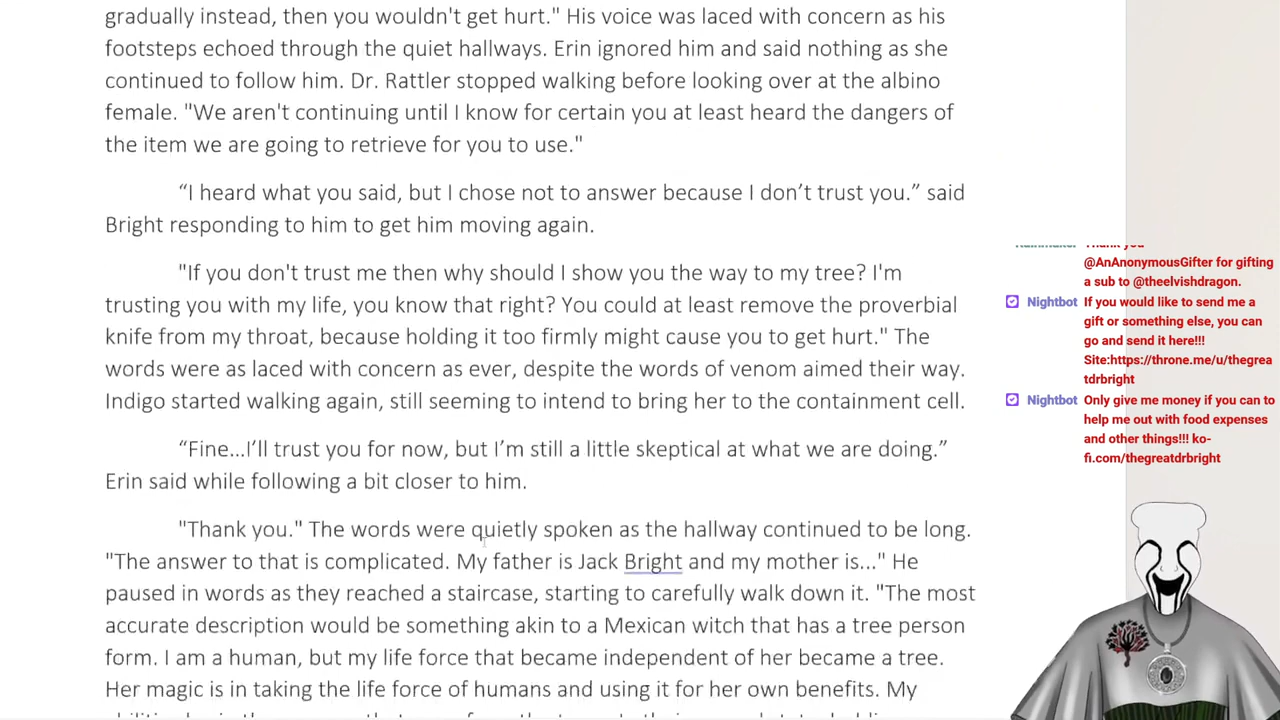 gradually instead, then you wouldn't get hurt." His voice was laced with concern as his
footsteps echoed through the quiet hallways. Erin ignored him and said nothing as she
continued to follow him. Dr. Rattler stopped walking before looking over at the albino
female. "We aren't continuing until I know for certain you at least heard the dangers of
the item we are going to retrieve for you to use."
“I heard what you said, but I chose not to answer because I don’t trust you.” said
Bright responding to him to get him moving again.
"If you don't trust me then why should I show you the way to my tree? I'm
trusting you with my life, you know that right? You could at least remove the proverbial
knife from my throat, because holding it too firmly might cause you to get hurt." The
words were as laced with concern as ever, despite the words of venom aimed their way.
Indigo started walking again, still seeming to intend to bring her to the containment cell.
“Fine…I’ll trust you for now, but I’m still a little skeptical at what we are doing.”
Erin said while following a bit closer to him.
"Thank you." The words were quietly spoken as the hallway continued to be long.
"The answer to that is complicated. My father is Jack Bright and my mother is..." He
paused in words as they reached a staircase, starting to carefully walk down it. "The most
accurate description would be something akin to a Mexican witch that has a tree person
form. I am a human, but my life force that became independent of her became a tree.
Her magic is in taking the life force of humans and using it for her own benefits. My
Thank you
@AnAnonymousGifter for gifting
a sub to @theelvishdragon.
Nightbot If you would like to send me a
gift or something else, you can
go and send it here!!!
Site:https://throne.me/u/thegrea
tdrbright
Nightbot Only give me money if you can to
help me out with food expenses
and other things!!! ko-
fi.com/thegreatdrbright